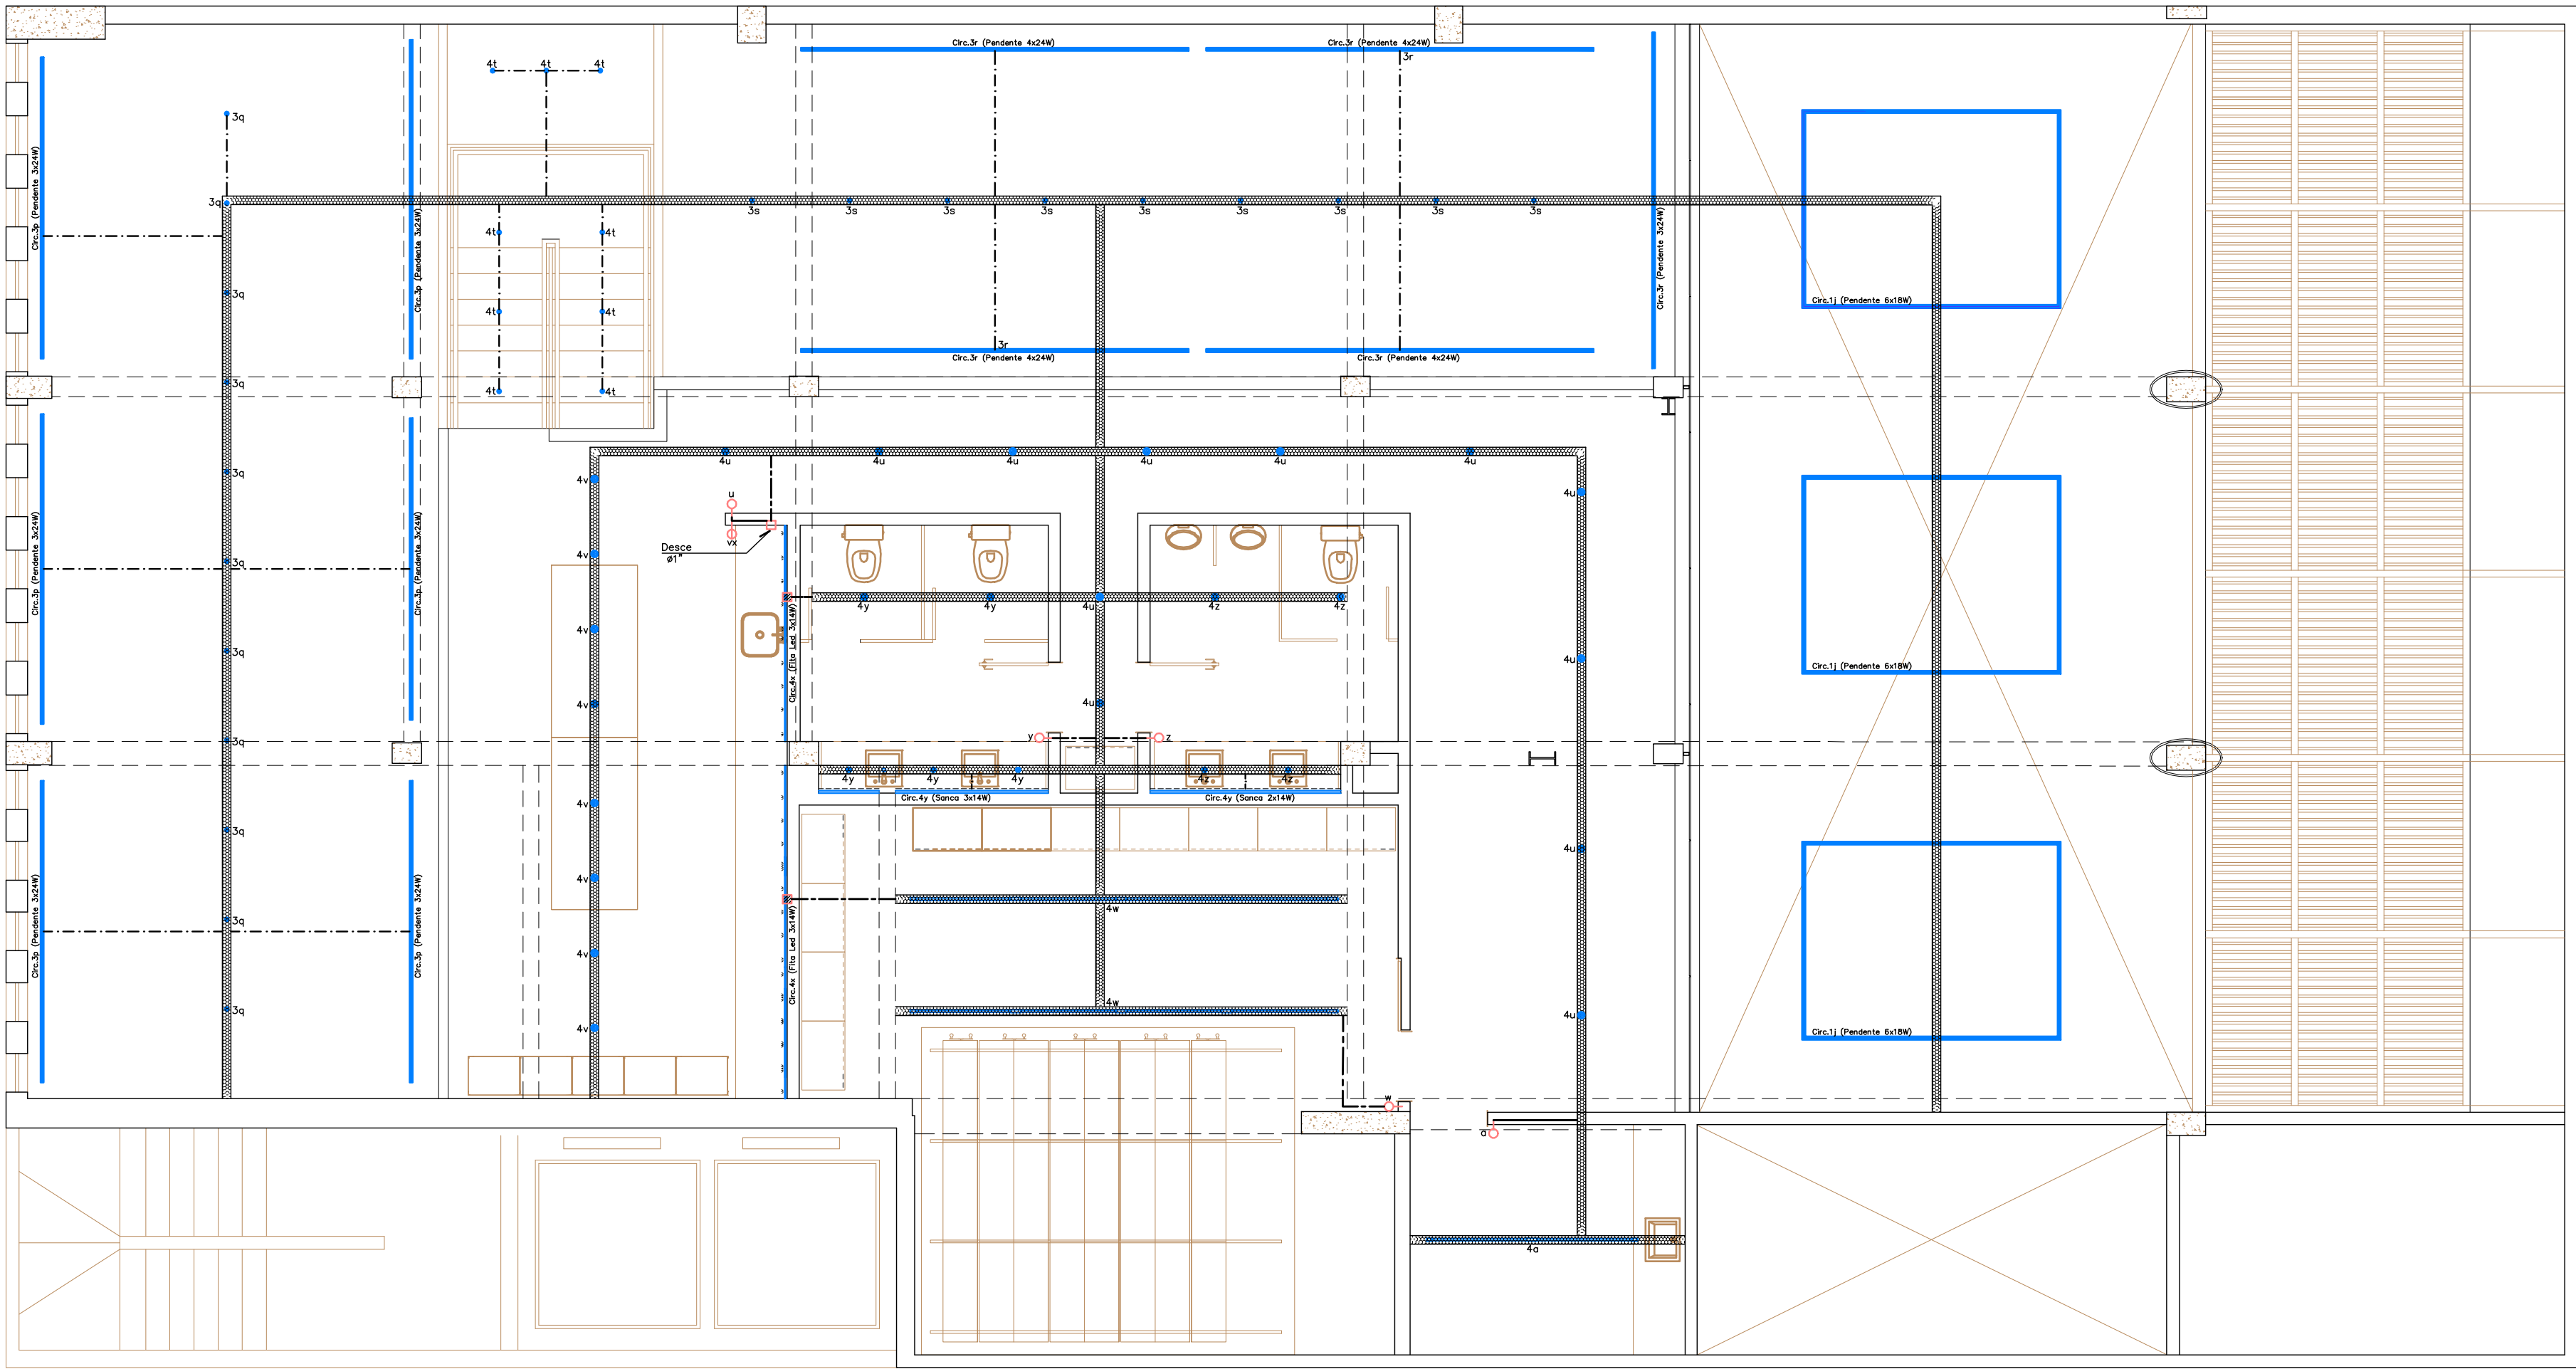 Circ.3r (Pendente 4x24W)
Circ.3r (Pendente 4x24W)
3r
4t
4t
4t
3q
Circ.3p (Pendente 3x24W)
3q
3s
3s
3s
3s
3s
3s
3s
3s
3s
Circ.3p (Pendente 3x24W)
Circ.3r (Pendente 3x24W)
4t
4t
3q
Circ.1j (Pendente 6x18W)
4t
4t
3r
Circ.3r (Pendente 4x24W)
Circ.3r (Pendente 4x24W)
3q
4t
4t
4u
4u
4u
4u
4u
4u
3q
4v
4u
u
vx
Desce
ø1"
Circ.3p (Pendente 3x24W)
Circ.3p (Pendente 3x24W)
4v
3q
4y
4y
4u
4z
4z
4v
Circ.4x (Fita Led 3x14W)
3q
4u
Circ.1j (Pendente 6x18W)
4v
4u
y
z
3q
4y
4y
4y
4z
4z
Circ.4y (Sanca 3x14W)
Circ.4y (Sanca 2x14W)
4v
3q
4u
4v
4w
Circ.3p (Pendente 3x24W)
Circ.3p (Pendente 3x24W)
3q
4v
Circ.4x (Fita Led 3x14W)
3q
4w
4u
4v
Circ.1j (Pendente 6x18W)
w
a
4a